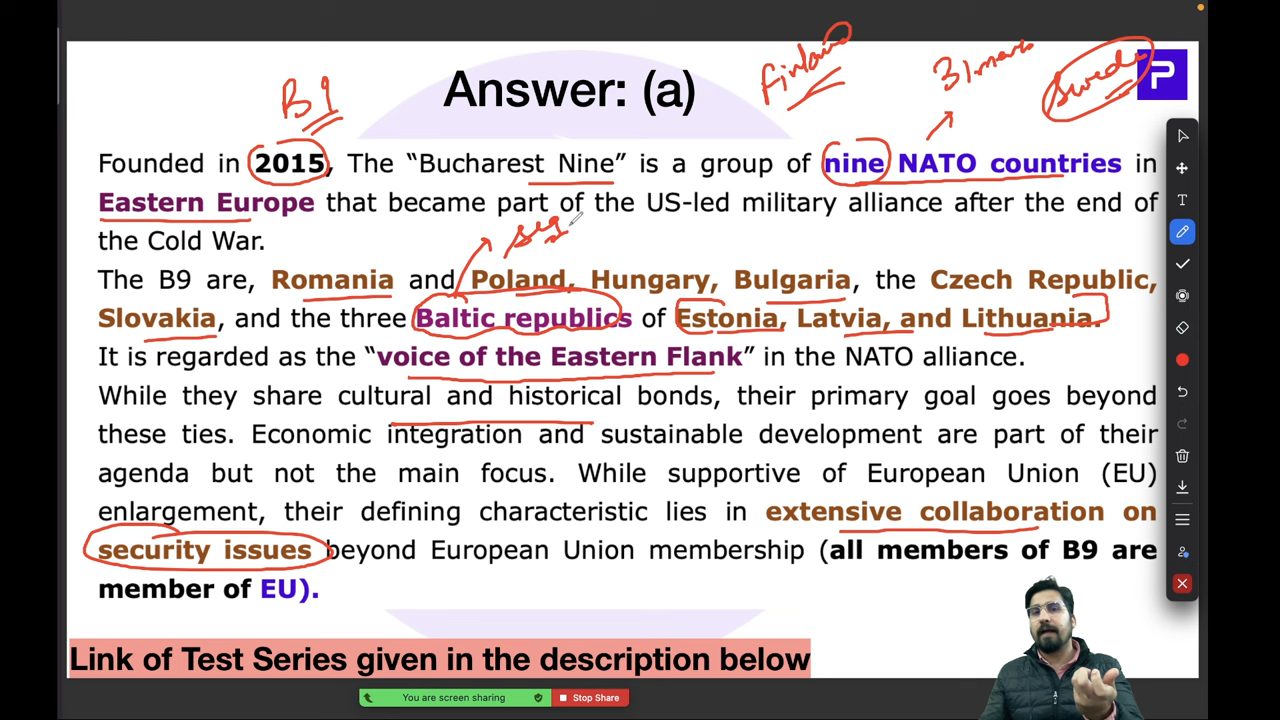 Answer: (a)
Finland
31 mem
Sweden
P
B9
Founded in 2015, The “Bucharest Nine” is a group of nine NATO countries in
Eastern Europe that became part of the US-led military alliance after the end of
the Cold War.
The B9 are, Romania and Poland, Hungary, Bulgaria, the Czech Republic,
Slovakia, and the three Baltic republics of Estonia, Latvia, and Lithuania.
It is regarded as the “voice of the Eastern Flank” in the NATO alliance.
While they share cultural and historical bonds, their primary goal goes beyond
these ties. Economic integration and sustainable development are part of their
agenda but not the main focus. While supportive of European Union (EU)
enlargement, their defining characteristic lies in extensive collaboration on
security issues beyond European Union membership (all members of B9 are
member of EU).
Link of Test Series given in the description below
You are screen sharing
Stop Share